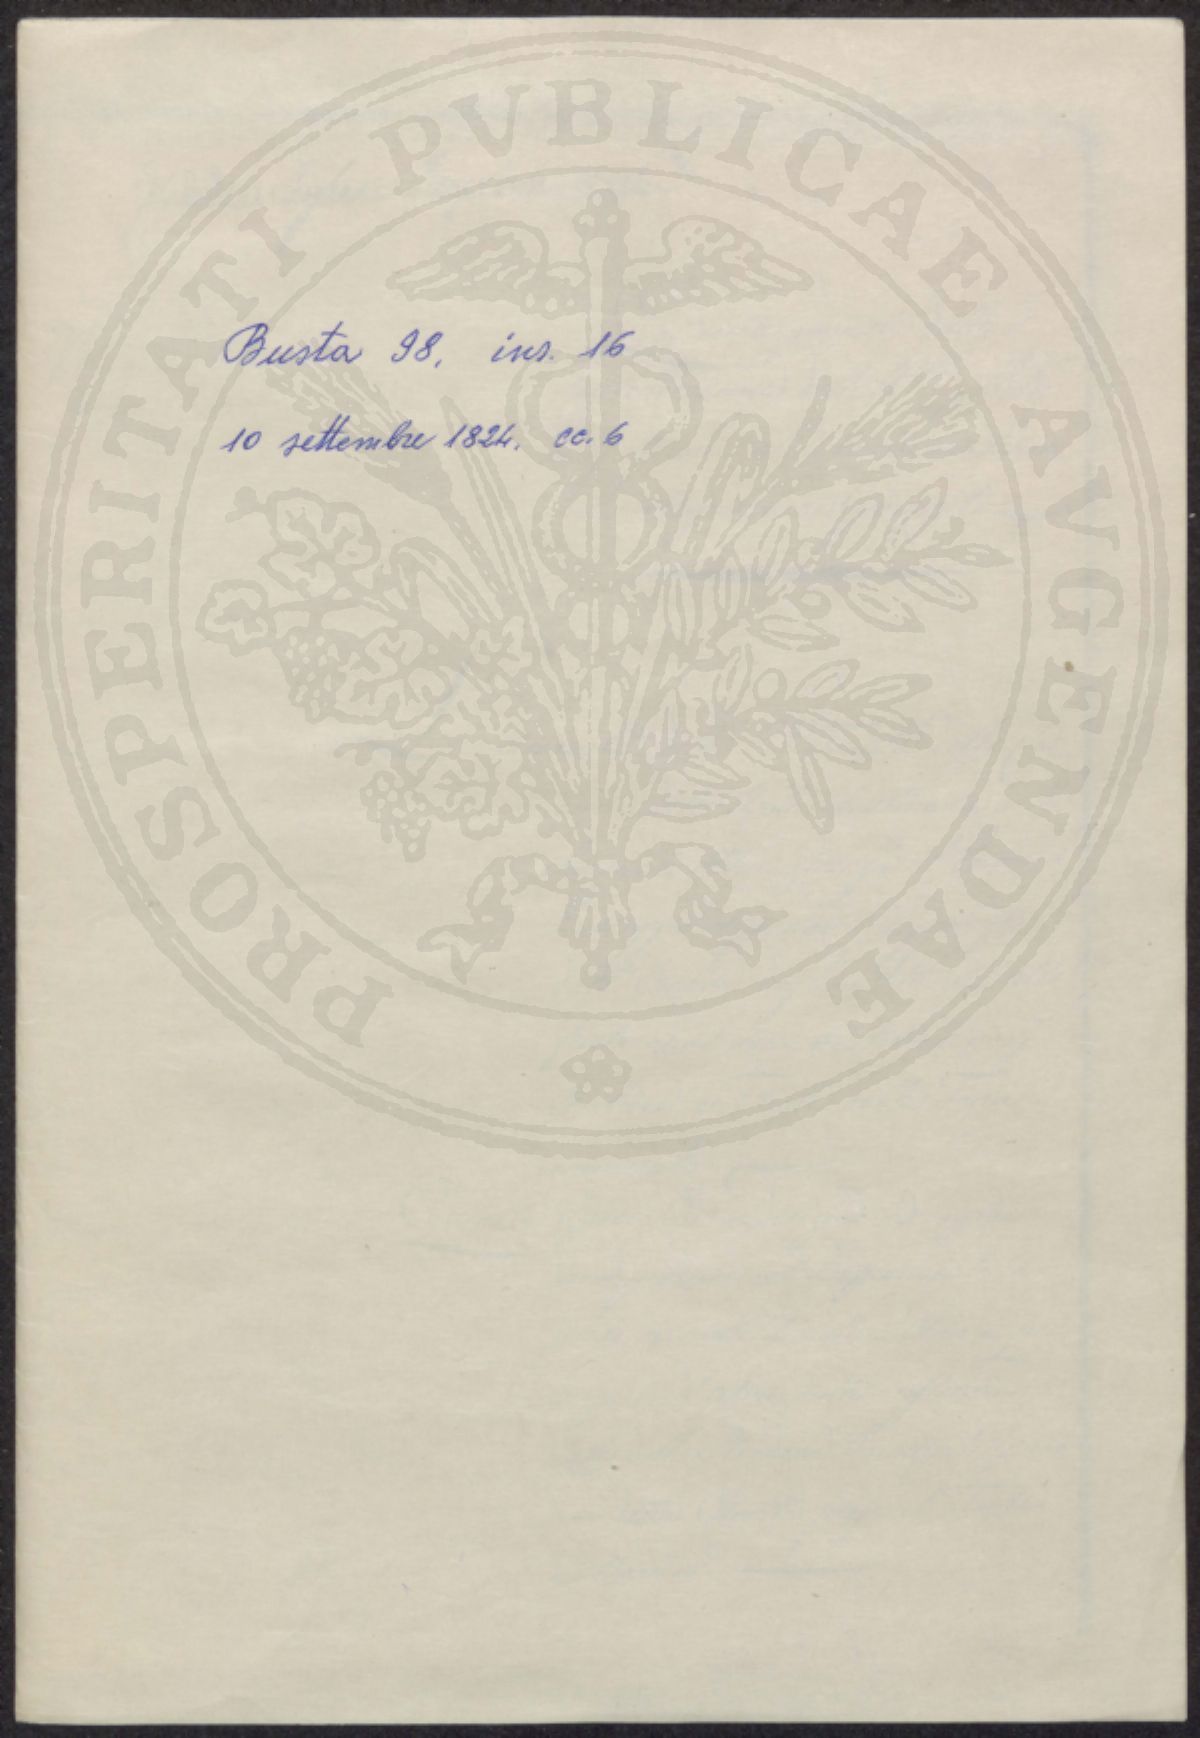 PROSPERITATI PVBLICAE AVGENDAE
Busta 98, ins. 16
10 settembre 1824. cc. 6